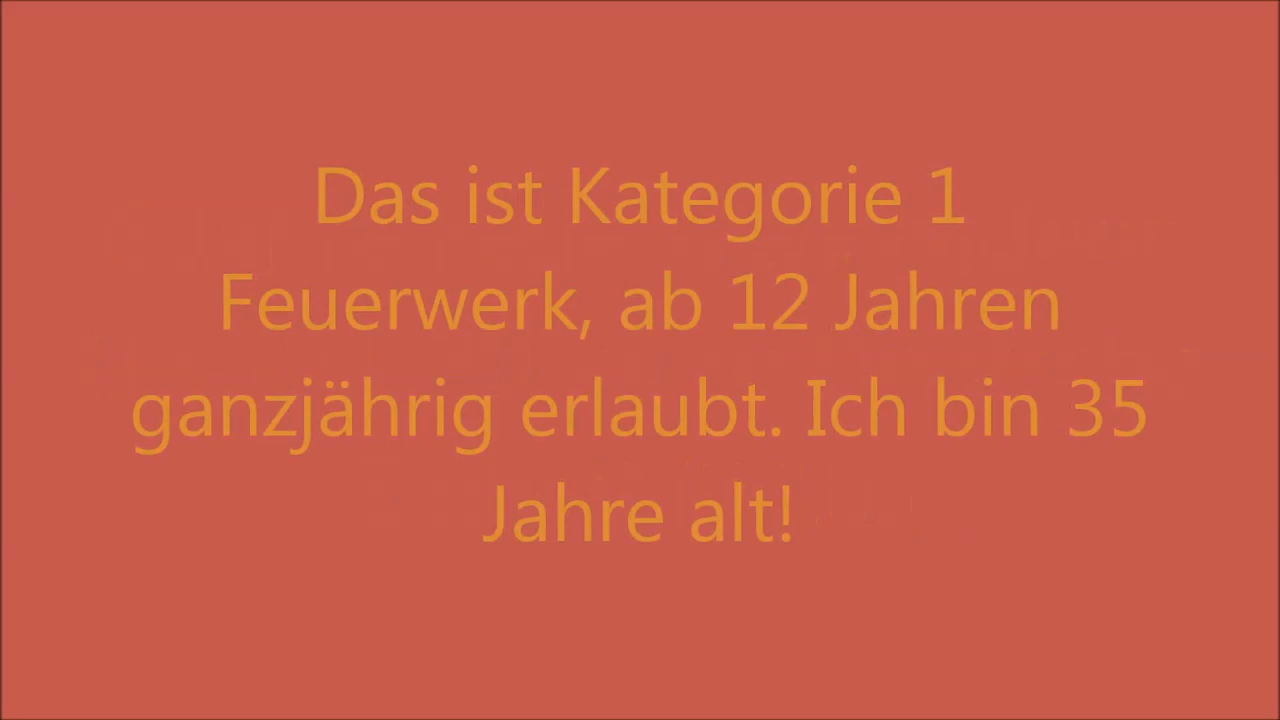 Das ist Kategorie 1
Feuerwerk, ab 12 Jahren
ganzjährig erlaubt. Ich bin 35
Jahre alt!